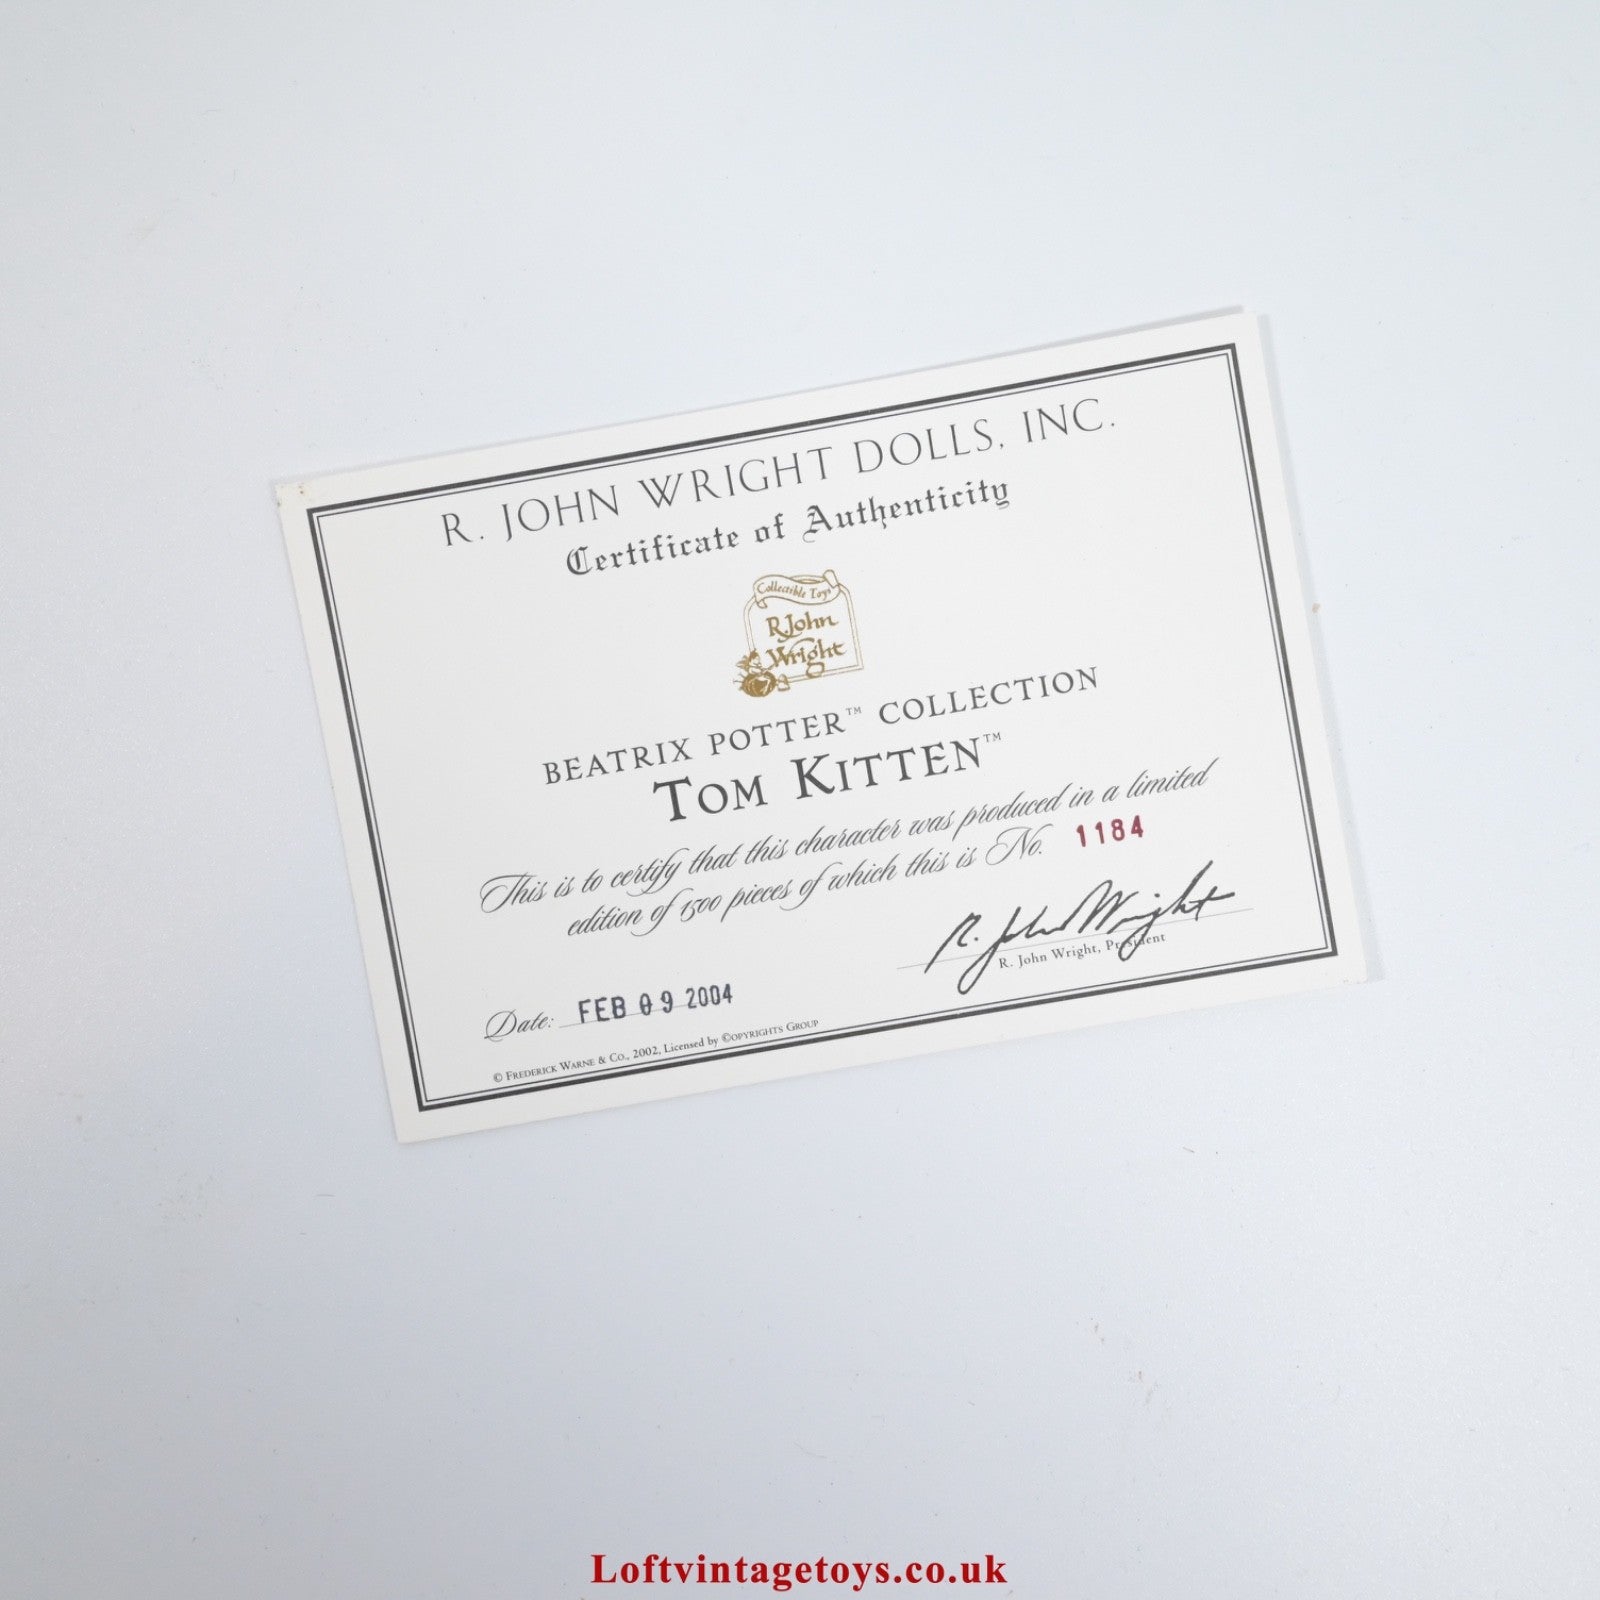 R. JOHN WRIGHT DOLLS, INC.
Certificate of Authenticity
Collectible Toys
R. John
Wright
BEATRIX POTTER™ COLLECTION
TOM KITTEN™
This is to certify that this character was produced in a limited
edition of 1500 pieces of which this is No. 1184
R. John Wright
R. John Wright, President
Date: FEB 09 2004
© FREDERICK WARNE & CO., 2002, Licensed by ©OPYRIGHTS GROUP
Loftvintagetoys.co.uk